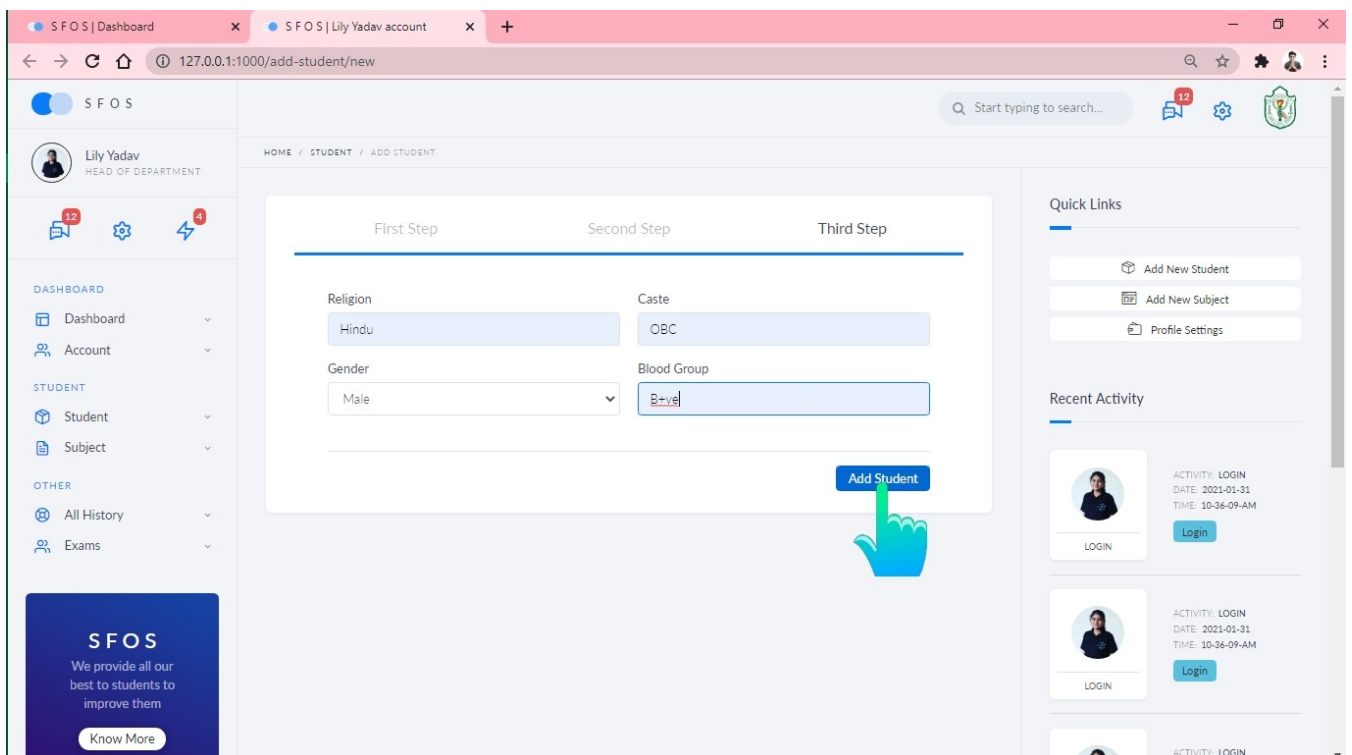 S F O S | Dashboard
S F O S | Lily Yadav account
127.0.0.1:1000/add-student/new
S F O S
Start typing to search...
12
Lily Yadav
HEAD OF DEPARTMENT
HOME / STUDENT / ADD STUDENT
12
4
DASHBOARD
Dashboard
Account
STUDENT
Student
Subject
OTHER
All History
Exams
S F O S
We provide all our
best to students to
improve them
Know More
First Step
Second Step
Third Step
Religion
Caste
Hindu
OBC
Gender
Blood Group
Male
B+ve
Add Student
Quick Links
Add New Student
Add New Subject
Profile Settings
Recent Activity
ACTIVITY: LOGIN
DATE: 2021-01-31
TIME: 10-36-09-AM
Login
LOGIN
ACTIVITY: LOGIN
DATE: 2021-01-31
TIME: 10-36-09-AM
Login
LOGIN
ACTIVITY: LOGIN